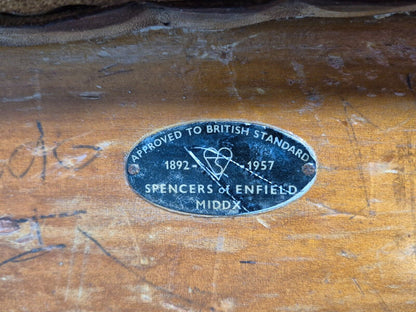 APPROVED TO BRITISH STANDARD
1892- -1957
SPENCERS of ENFIELD
MIDDX